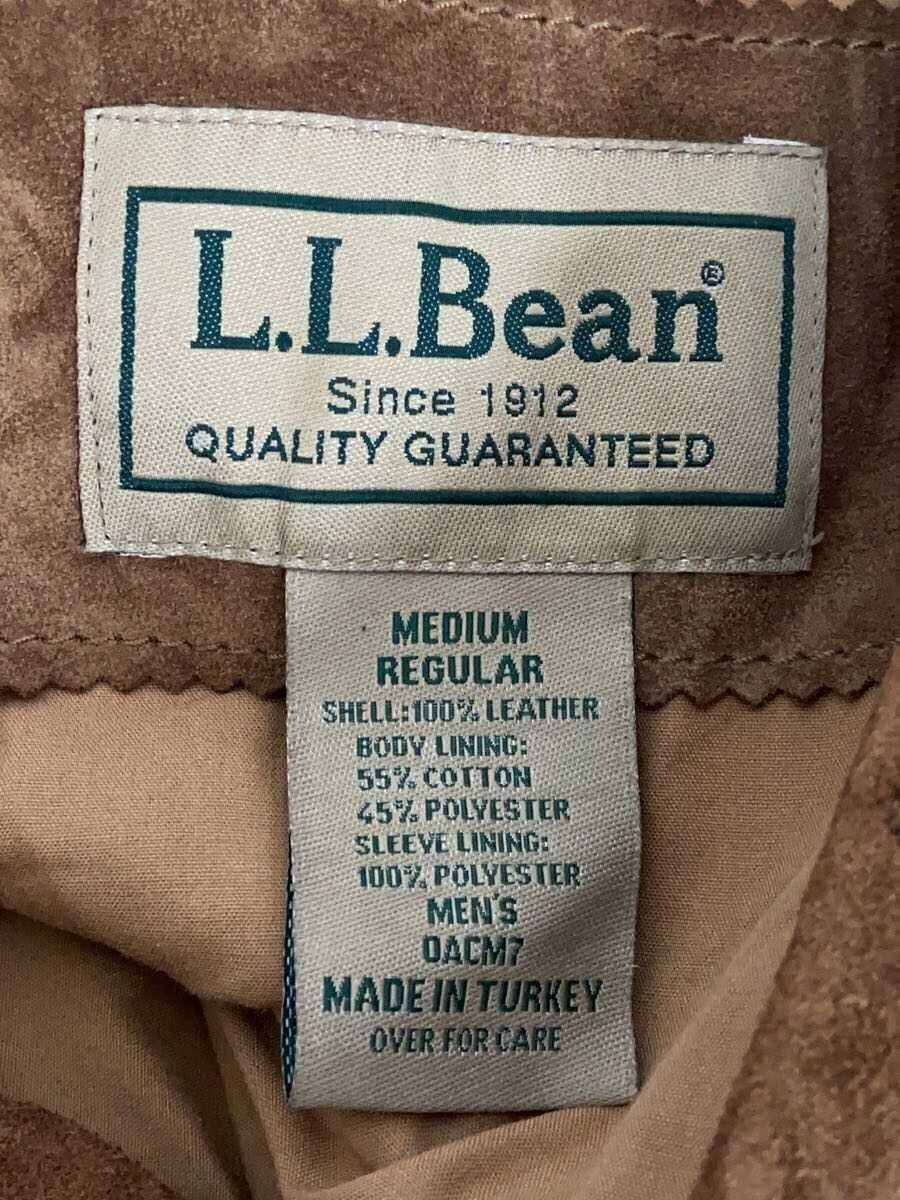 L.L.Bean®
Since 1912
QUALITY GUARANTEED
MEDIUM
REGULAR
SHELL:100% LEATHER
BODY LINING:
55% COTTON
45% POLYESTER
SLEEVE LINING:
100% POLYESTER
MEN'S
0ACM7
MADE IN TURKEY
OVER FOR CARE